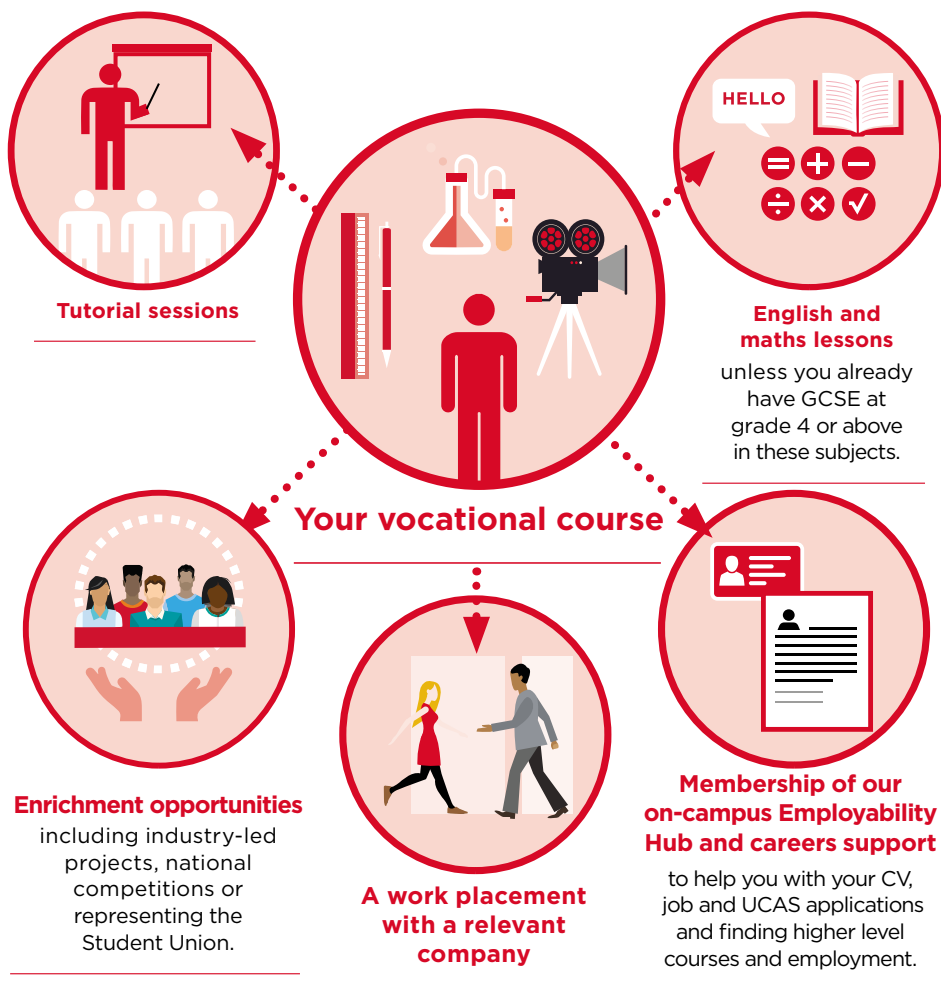 HELLO
Tutorial sessions
English and
maths lessons
unless you already
have GCSE at
grade 4 or above
in these subjects.
Your vocational course
Enrichment opportunities
including industry-led
projects, national
competitions or
representing the
Student Union.
A work placement
with a relevant
company
Membership of our
on-campus Employability
Hub and careers support
to help you with your CV,
job and UCAS applications
and finding higher level
courses and employment.